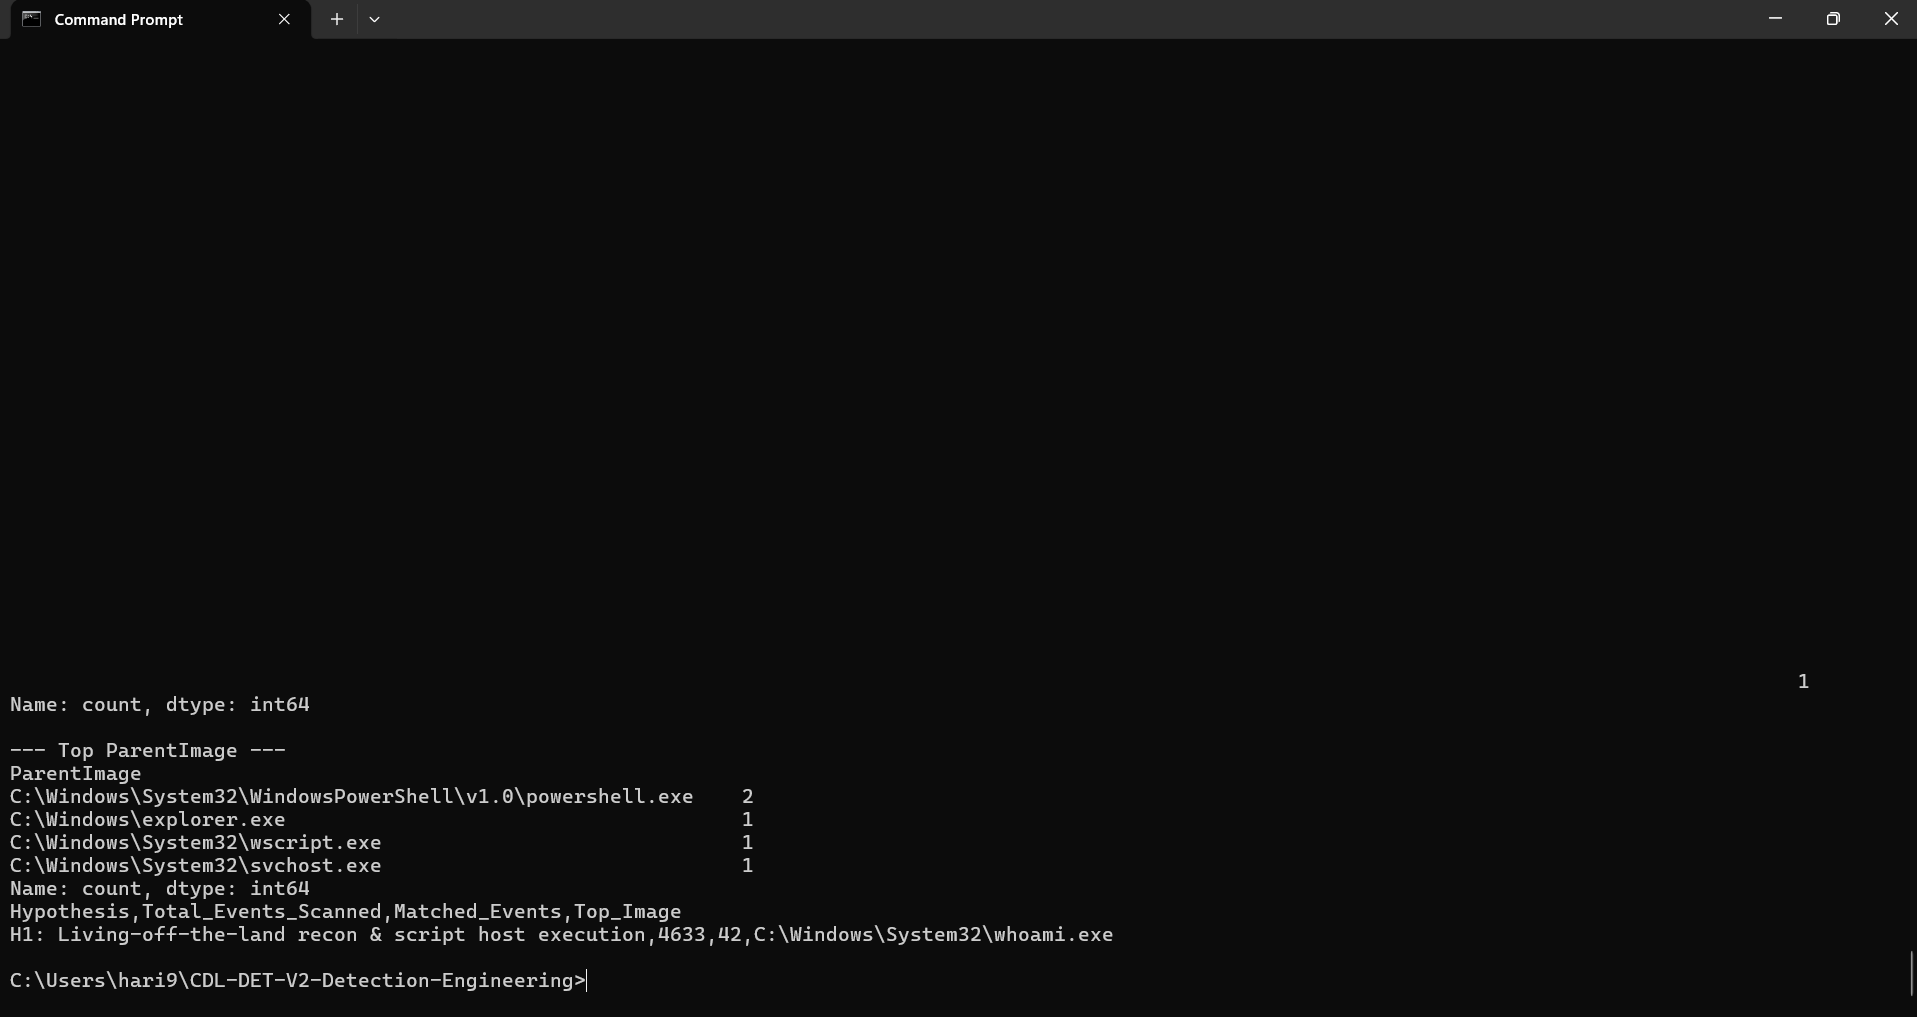 Command Prompt
1
Name: count, dtype: int64
--- Top ParentImage ---
ParentImage
C:\Windows\System32\WindowsPowerShell\v1.0\powershell.exe    2
C:\Windows\explorer.exe                                      1
C:\Windows\System32\wscript.exe                              1
C:\Windows\System32\svchost.exe                              1
Name: count, dtype: int64
Hypothesis,Total_Events_Scanned,Matched_Events,Top_Image
H1: Living-off-the-land recon & script host execution,4633,42,C:\Windows\System32\whoami.exe
C:\Users\hari9\CDL-DET-V2-Detection-Engineering>